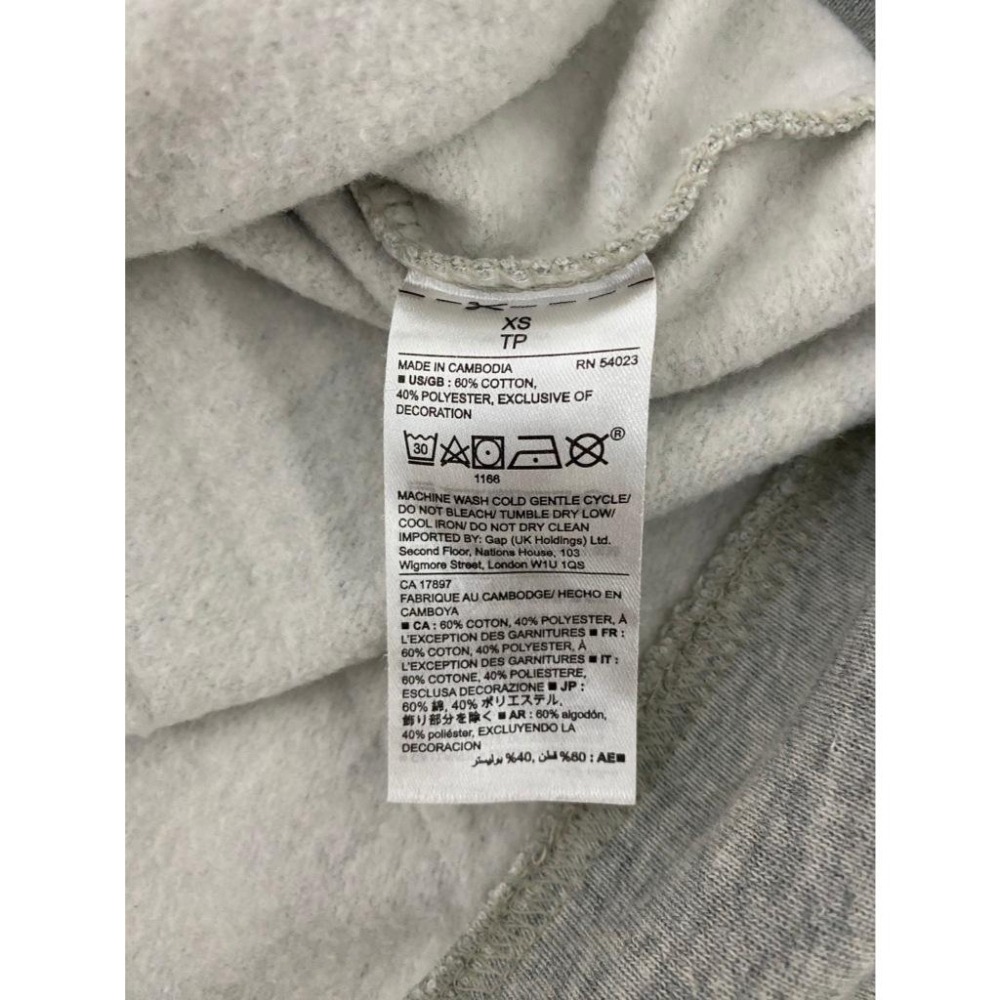 XS
TP
MADE IN CAMBODIA RN 54023
■ US/GB : 60% COTTON,
40% POLYESTER, EXCLUSIVE OF
DECORATION
30 ®
1166
MACHINE WASH COLD GENTLE CYCLE/
DO NOT BLEACH/ TUMBLE DRY LOW/
COOL IRON/ DO NOT DRY CLEAN
IMPORTED BY: Gap (UK Holdings) Ltd.
Second Floor, Nations House, 103
Wigmore Street, London W1U 1QS
CA 17897
FABRIQUE AU CAMBODGE/ HECHO EN
CAMBOYA
■ CA : 60% COTON, 40% POLYESTER, À
L'EXCEPTION DES GARNITURES ■ FR :
60% COTON, 40% POLYESTER, À
L'EXCEPTION DES GARNITURES ■ IT :
60% COTONE, 40% POLIESTERE,
ESCLUSA DECORAZIONE ■ JP :
60% 綿, 40% ポリエステル,
飾り部分を除く ■ AR : 60% algodón,
40% poliéster, EXCLUYENDO LA
DECORACION
■AE : %60 قطن, %40 بوليستر